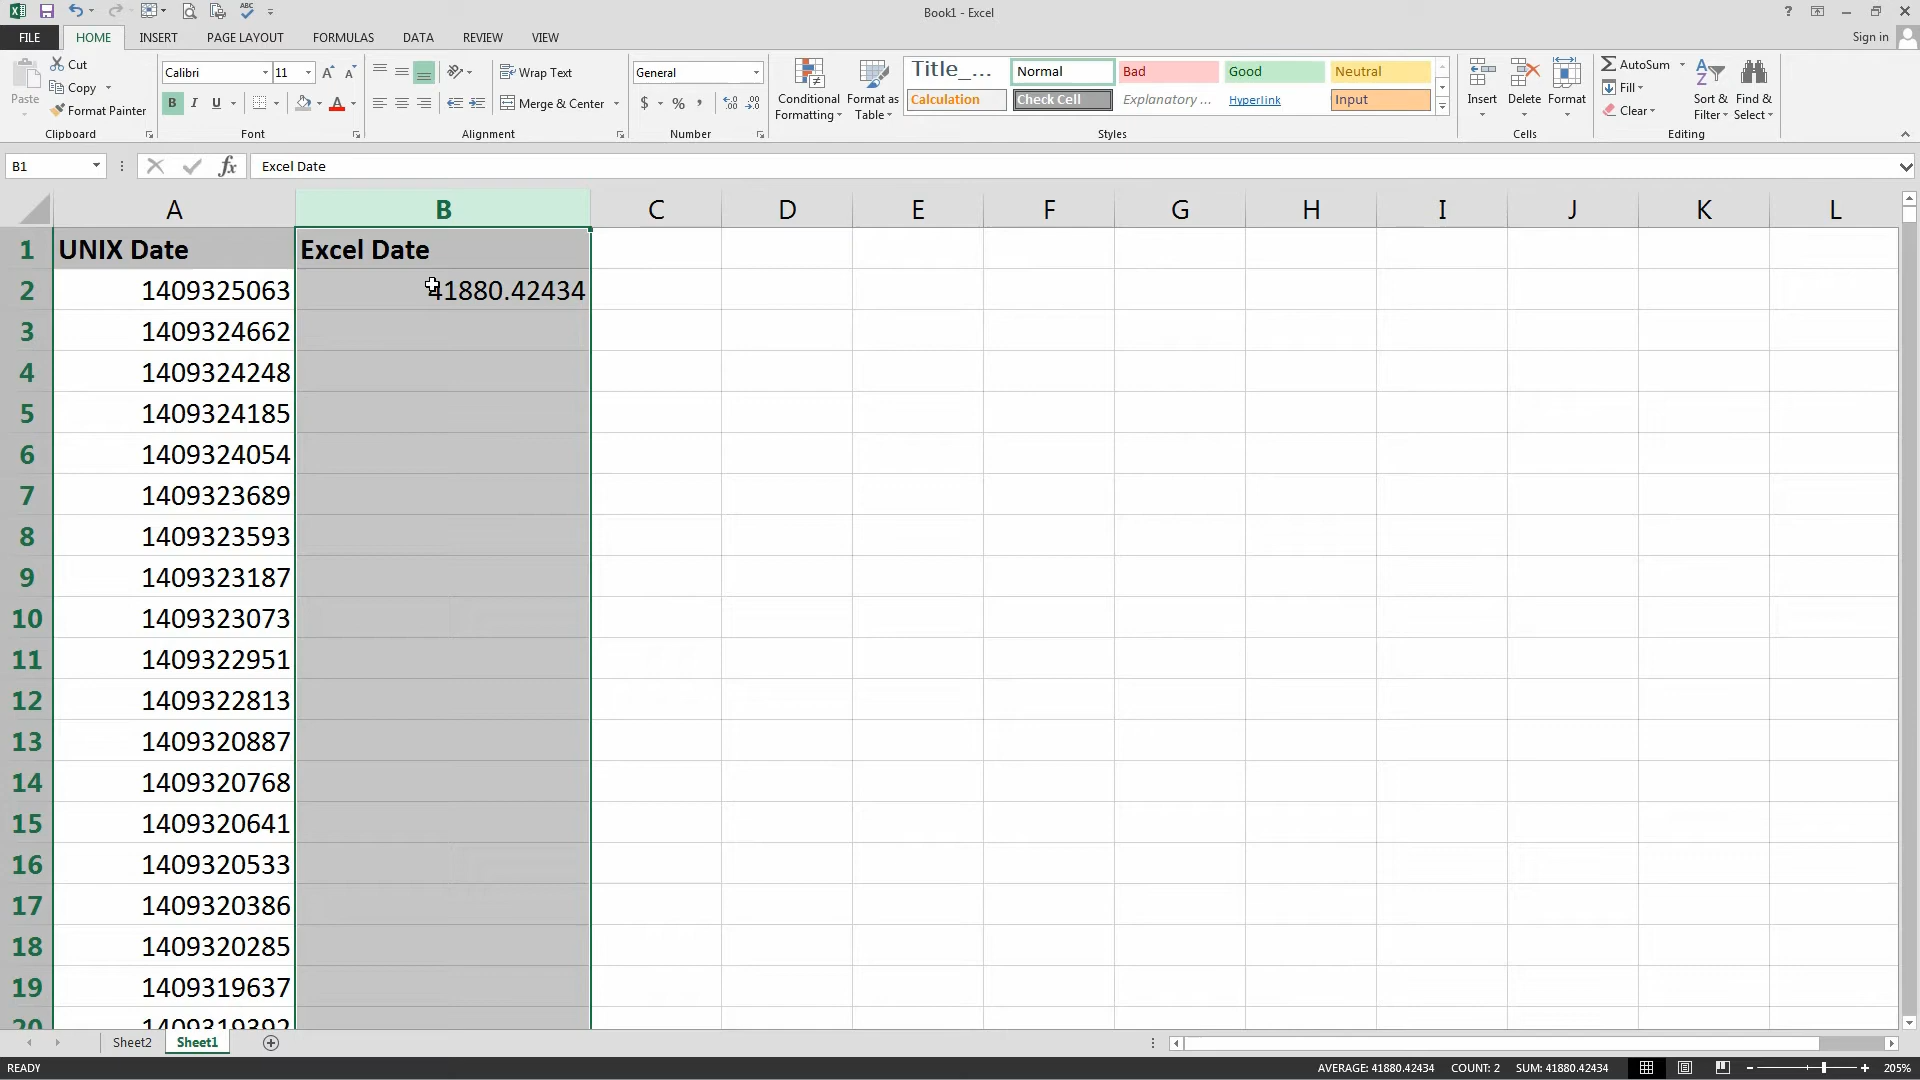 Book1 - Excel
?
FILE HOME INSERT PAGE LAYOUT FORMULAS DATA REVIEW VIEW Sign in
Paste
Cut
Copy
Format Painter
Clipboard
Calibri 11
B I U
Font
Wrap Text
Merge & Center
Alignment
General
$ % ,
Number
Conditional Formatting
Format as Table
Title_... Normal Bad Good Neutral
Calculation Check Cell Explanatory ... Hyperlink Input
Styles
Insert Delete Format
Cells
AutoSum
Fill
Clear
Sort & Filter
Find & Select
Editing
B1 fx Excel Date
A B C D E F G H I J K L
1 UNIX Date Excel Date
2 1409325063 41880.42434
3 1409324662
4 1409324248
5 1409324185
6 1409324054
7 1409323689
8 1409323593
9 1409323187
10 1409323073
11 1409322951
12 1409322813
13 1409320887
14 1409320768
15 1409320641
16 1409320533
17 1409320386
18 1409320285
19 1409319637
20 1409319392
Sheet2 Sheet1
READY AVERAGE: 41880.42434 COUNT: 2 SUM: 41880.42434 205%